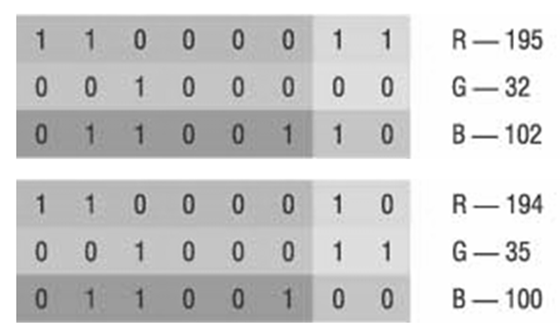 1 1 0 0 0 0 1 1 R — 195
0 0 1 0 0 0 0 0 G — 32
0 1 1 0 0 1 1 0 B — 102
1 1 0 0 0 0 1 0 R — 194
0 0 1 0 0 0 1 1 G — 35
0 1 1 0 0 1 0 0 B — 100